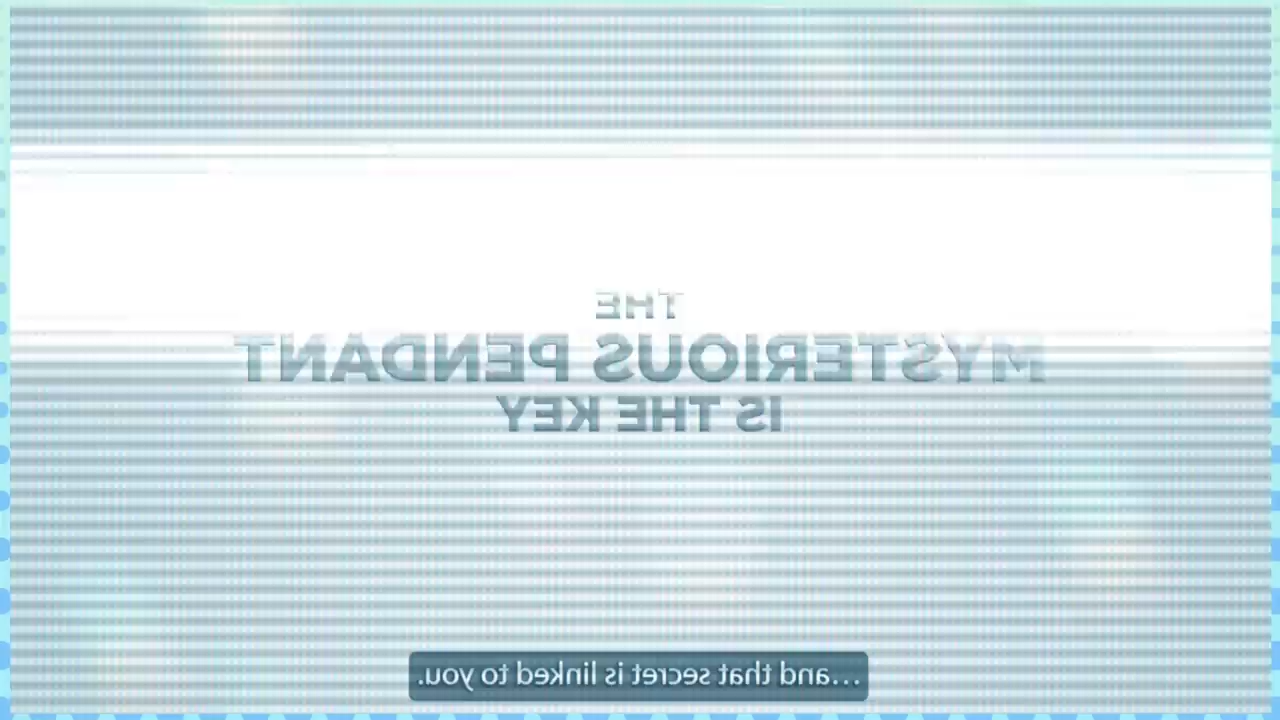 THE
MYSTERIOUS PENDANT
IS THE KEY
...and that secret is linked to you.